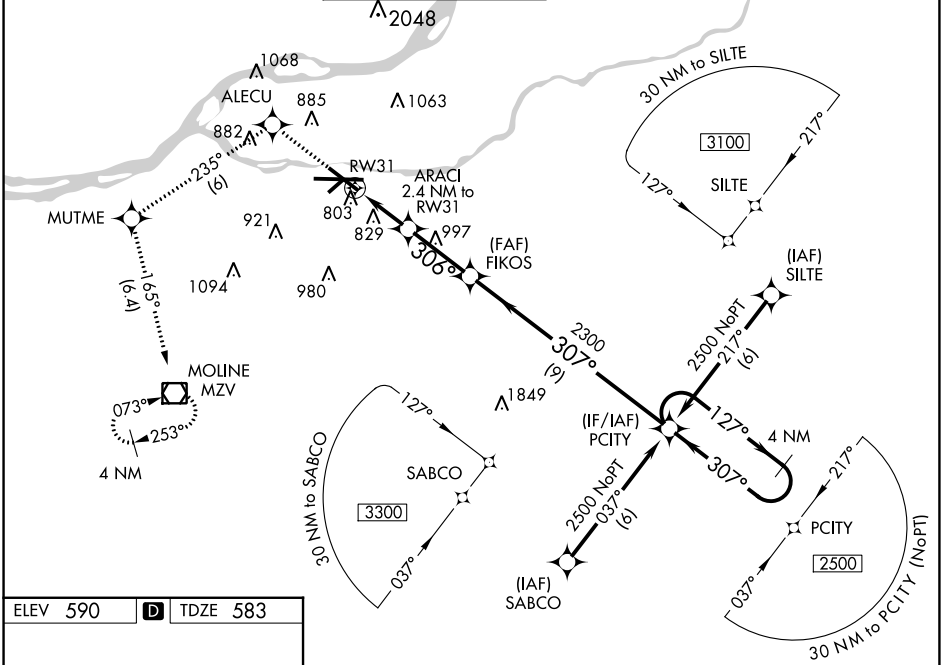 2048
1068
ALECU
885
1063
882
30 NM to SILTE
3100
217°
127°
SILTE
235°
(6)
RW31
ARACI
2.4 NM to
RW31
MUTME
803
829
921
997
306°
(FAF)
FIKOS
1094
980
165°
(6.4)
(IAF)
SILTE
2500 NoPT
217°
(6)
2300
307°
(9)
MOLINE
MZV
073°
253°
4 NM
1849
(IF/IAF)
PCITY
127°
4 NM
307°
30 NM to SABCO
127°
SABCO
3300
037°
2500 NoPT
037°
(6)
(IAF)
SABCO
217°
PCITY
2500
037°
30 NM to PCITY (NoPT)
ELEV 590 D TDZE 583